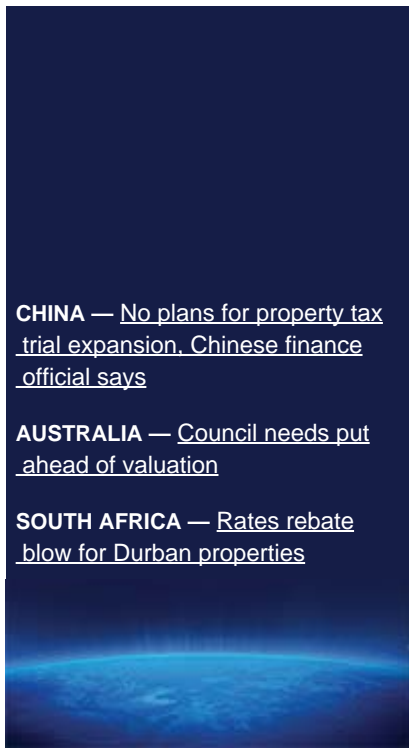 CHINA — No plans for property tax
trial expansion, Chinese finance
official says
AUSTRALIA — Council needs put
ahead of valuation
SOUTH AFRICA — Rates rebate
blow for Durban properties